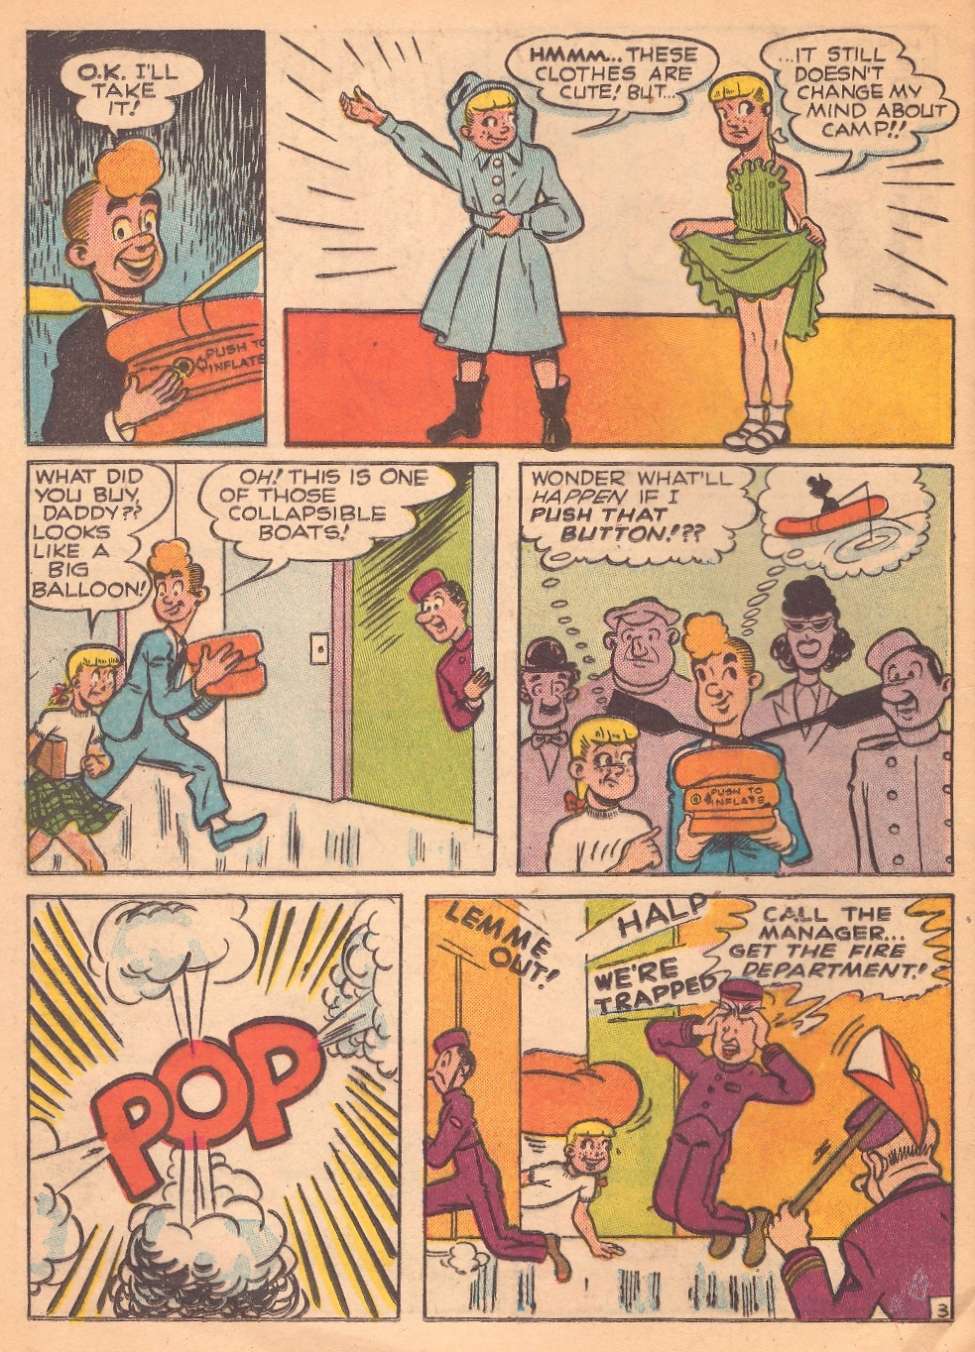 O.K. I'LL
TAKE
IT!
PUSH TO
INFLATE
HMMM... THESE
CLOTHES ARE
CUTE! BUT...
...IT STILL
DOESN'T
CHANGE MY
MIND ABOUT
CAMP!!
WHAT DID
YOU BUY,
DADDY??
LOOKS
LIKE A
BIG
BALLOON!
OH! THIS IS ONE
OF THOSE
COLLAPSIBLE
BOATS!
WONDER WHAT'LL
HAPPEN IF I
PUSH THAT
BUTTON!??
PUSH TO
INFLATE
POP
LEMME
OUT!
HALP
WE'RE
TRAPPED
CALL THE
MANAGER...
GET THE FIRE
DEPARTMENT!
3